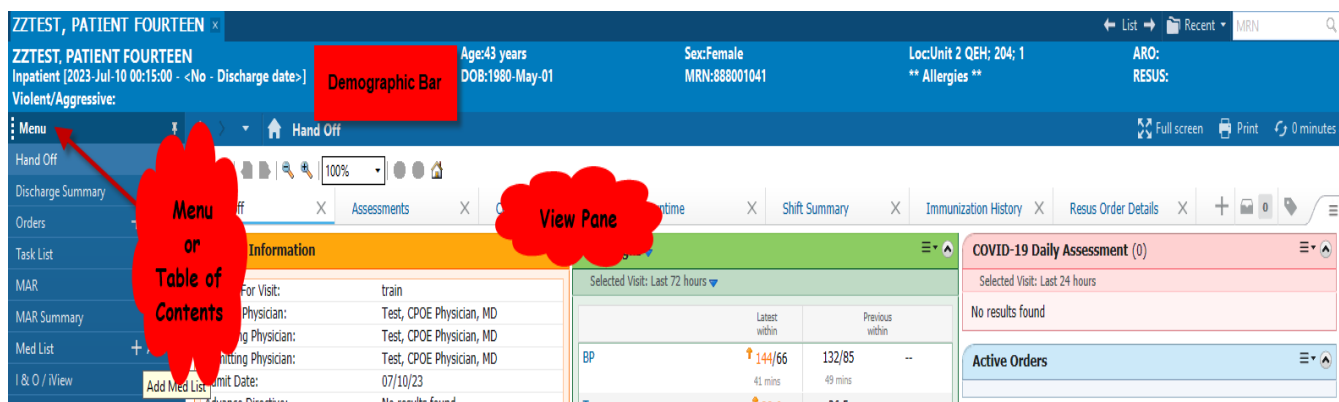 ZZTEST, PATIENT FOURTEEN ×
← List → Recent MRN
ZZTEST, PATIENT FOURTEEN Age:43 years Sex:Female Loc:Unit 2 QEH; 204; 1 ARO:
Inpatient [2023-Jul-10 00:15:00 - <No - Discharge date>] DOB:1980-May-01 MRN:888001041 ** Allergies ** RESUS:
Violent/Aggressive:
Demographic Bar
Menu
Hand Off
Full screen Print 0 minutes
Hand Off
Discharge Summary
Orders +
Task List
MAR
MAR Summary
Med List +
I & O / iView
Add Med List
Menu
or
Table of
Contents
100%
Assessments × View Pane × Shift Summary × Immunization History × Resus Order Details × + 0
Information
For Visit: train
Physician: Test, CPOE Physician, MD
Physician: Test, CPOE Physician, MD
Physician: Test, CPOE Physician, MD
Date: 07/10/23
Selected Visit: Last 72 hours
Latest within Previous within
BP 144/66 132/85 --
41 mins 49 mins
COVID-19 Daily Assessment (0)
Selected Visit: Last 24 hours
No results found
Active Orders